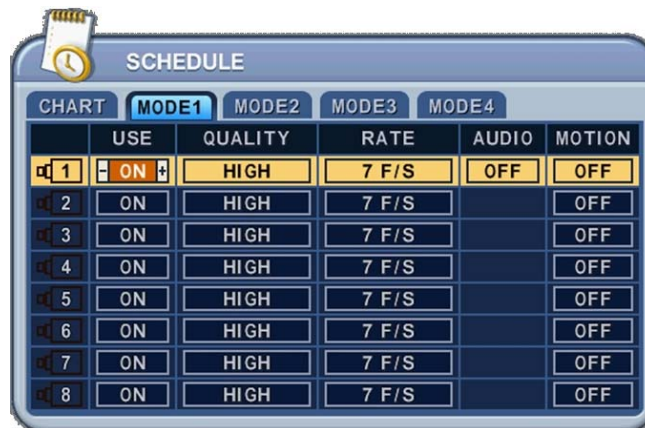 SCHEDULE
CHART MODE1 MODE2 MODE3 MODE4
USE QUALITY RATE AUDIO MOTION
1 - ON + HIGH 7 F/S OFF OFF
2 ON HIGH 7 F/S OFF
3 ON HIGH 7 F/S OFF
4 ON HIGH 7 F/S OFF
5 ON HIGH 7 F/S OFF
6 ON HIGH 7 F/S OFF
7 ON HIGH 7 F/S OFF
8 ON HIGH 7 F/S OFF